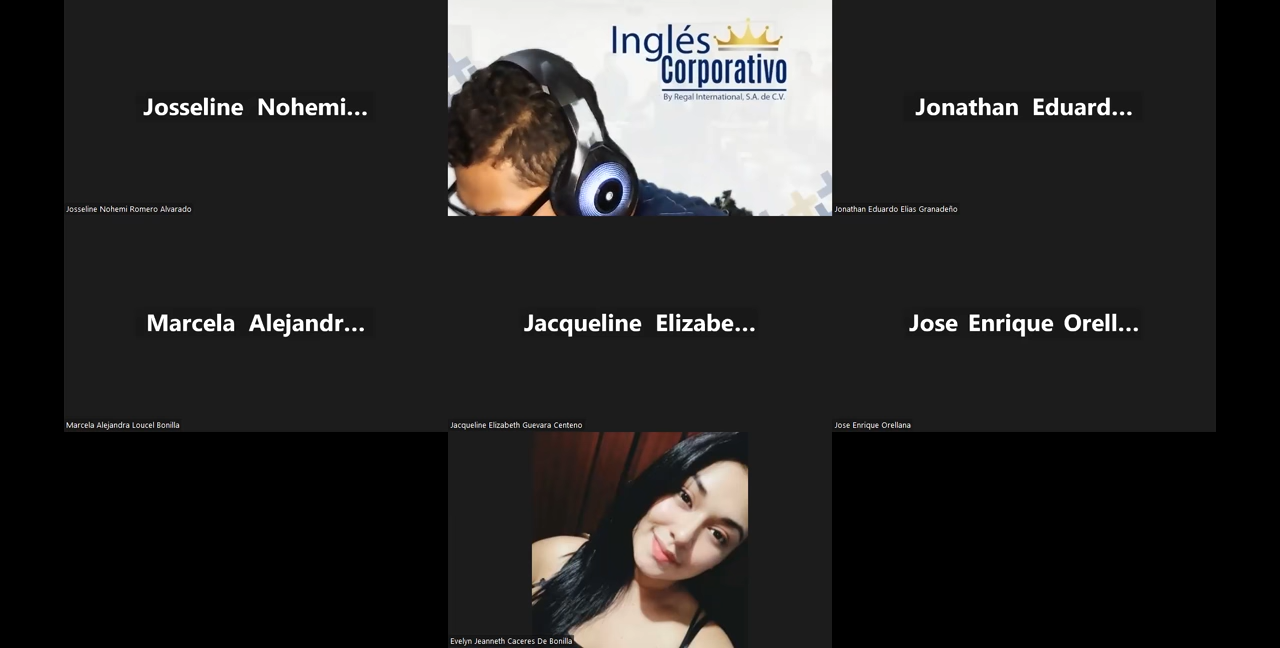 Josseline Nohemi...
Josseline Nohemi Romero Alvarado
Inglés
Corporativo
By Regal International, S.A. de C.V.
Jonathan Eduard...
Jonathan Eduardo Elias Granadeño
Marcela Alejandr...
Marcela Alejandra Loucel Bonilla
Jacqueline Elizabe...
Jacqueline Elizabeth Guevara Centeno
Jose Enrique Orell...
Jose Enrique Orellana
Evelyn Jeanneth Caceres De Bonilla